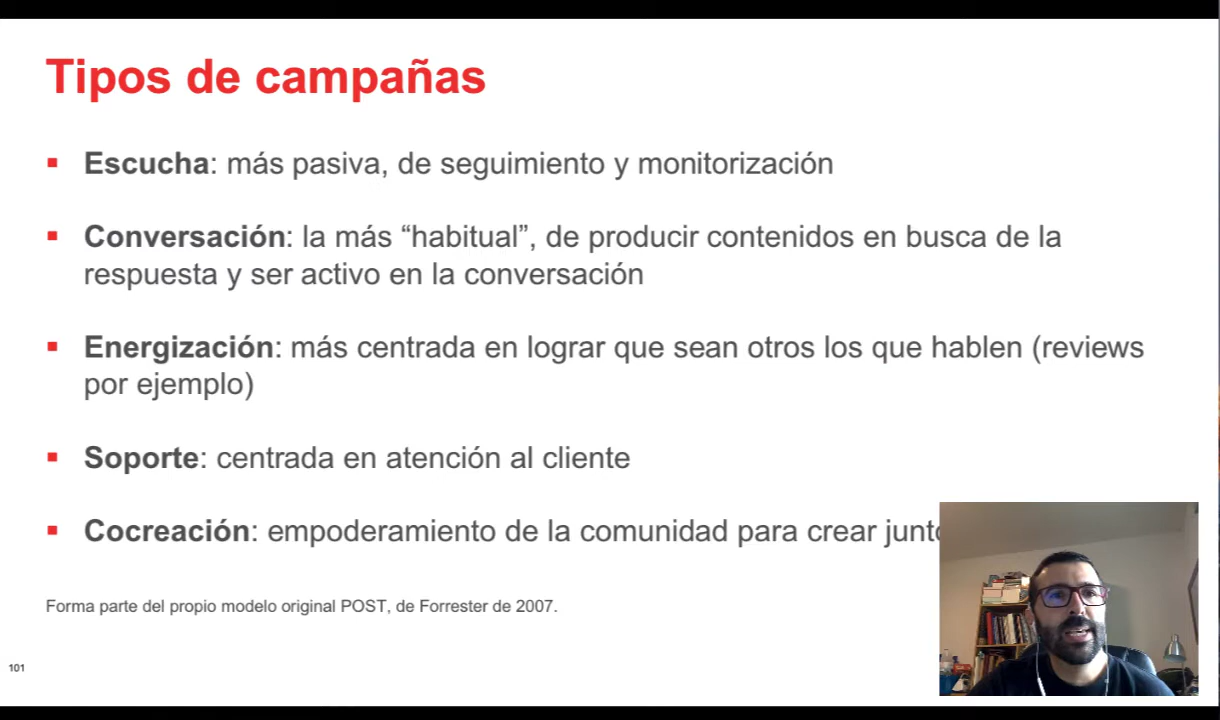 Tipos de campañas
Escucha: más pasiva, de seguimiento y monitorización
Conversación: la más “habitual”, de producir contenidos en busca de la
respuesta y ser activo en la conversación
Energización: más centrada en lograr que sean otros los que hablen (reviews
por ejemplo)
Soporte: centrada en atención al cliente
Cocreación: empoderamiento de la comunidad para crear
Forma parte del propio modelo original POST, de Forrester de 2007.
101